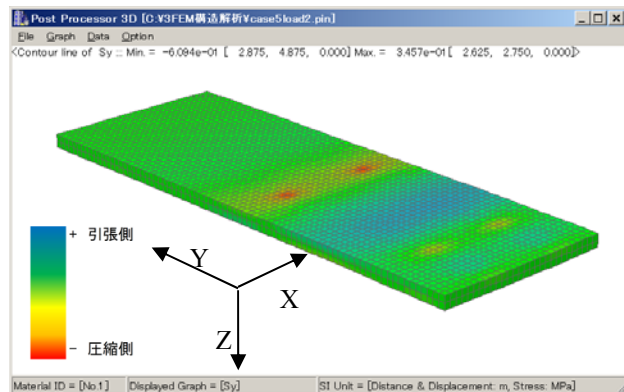 Post Processor 3D [C:¥3FEM構造解析¥case5load2.pin]
File Graph Data Option
<Contour line of Sy :: Min. = -6.094e-01 [ 2.875, 4.875, 0.000] Max. = 3.457e-01 [ 2.625, 2.750, 0.000]>
+ 引張側
Y
X
Z
- 圧縮側
Material ID = [No.1] Displayed Graph = [Sy] SI Unit = [Distance & Displacement: m, Stress: MPa]